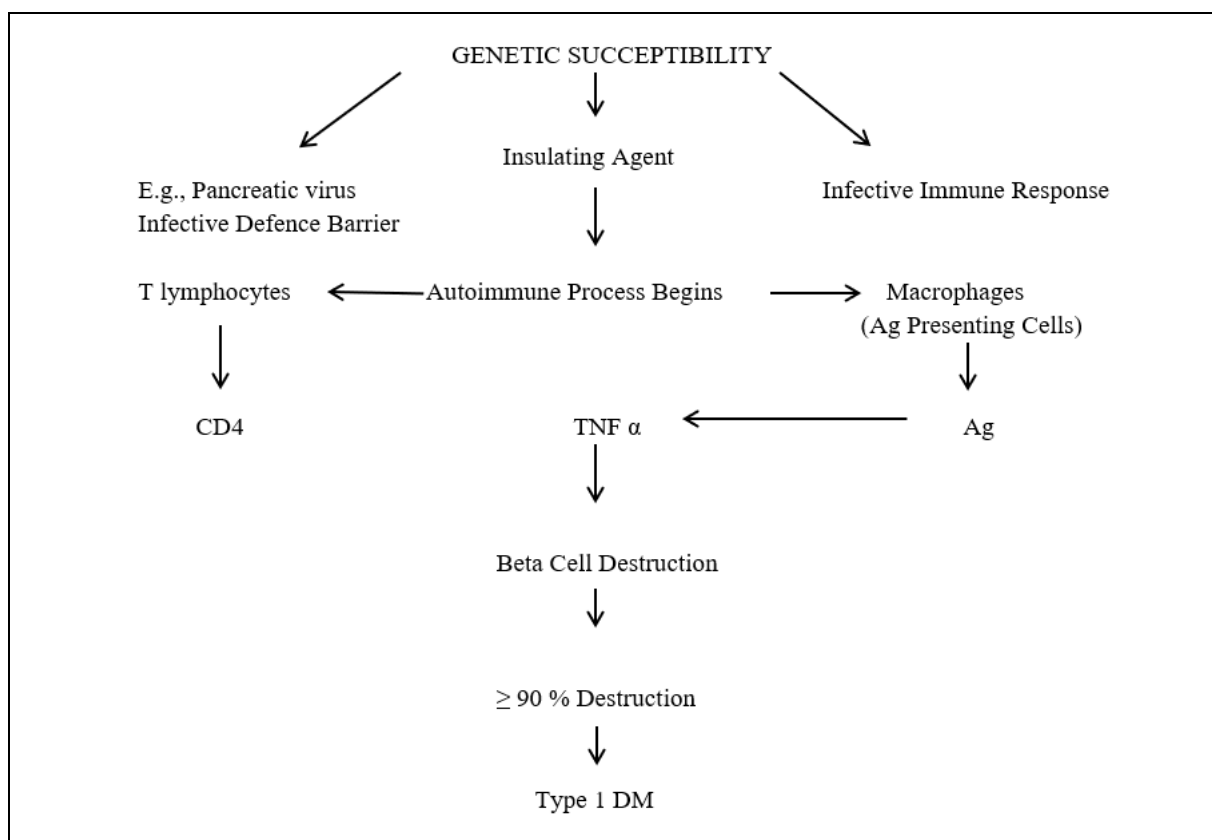 GENETIC SUCCEPTIBILITY
Insulating Agent
E.g., Pancreatic virus
Infective Defence Barrier
Infective Immune Response
T lymphocytes
Autoimmune Process Begins
Macrophages
(Ag Presenting Cells)
CD4
TNF α
Ag
Beta Cell Destruction
≥ 90 % Destruction
Type 1 DM